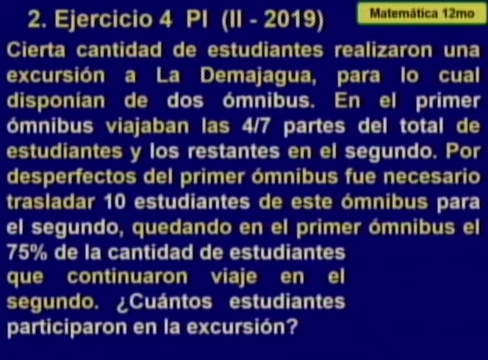 2. Ejercicio 4 PI (II - 2019)
Matemática 12mo
Cierta cantidad de estudiantes realizaron una
excursión a La Demajagua, para lo cual
disponían de dos ómnibus. En el primer
ómnibus viajaban las 4/7 partes del total de
estudiantes y los restantes en el segundo. Por
desperfectos del primer ómnibus fue necesario
trasladar 10 estudiantes de este ómnibus para
el segundo, quedando en el primer ómnibus el
75% de la cantidad de estudiantes
que continuaron viaje en el
segundo. ¿Cuántos estudiantes
participaron en la excursión?